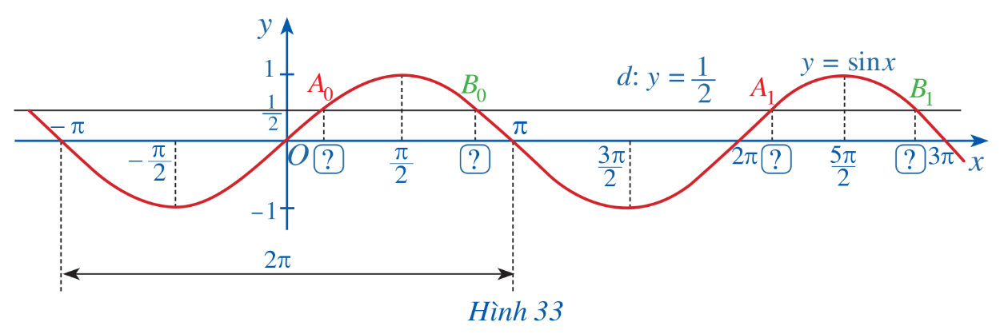 y
1
A₀
B₀
d: y = 1/2
y = sin x
A₁
B₁
1/2
−π
π
−π/2
O
?
π/2
?
3π/2
2π
?
5π/2
?
3π
x
−1
2π
Hình 33